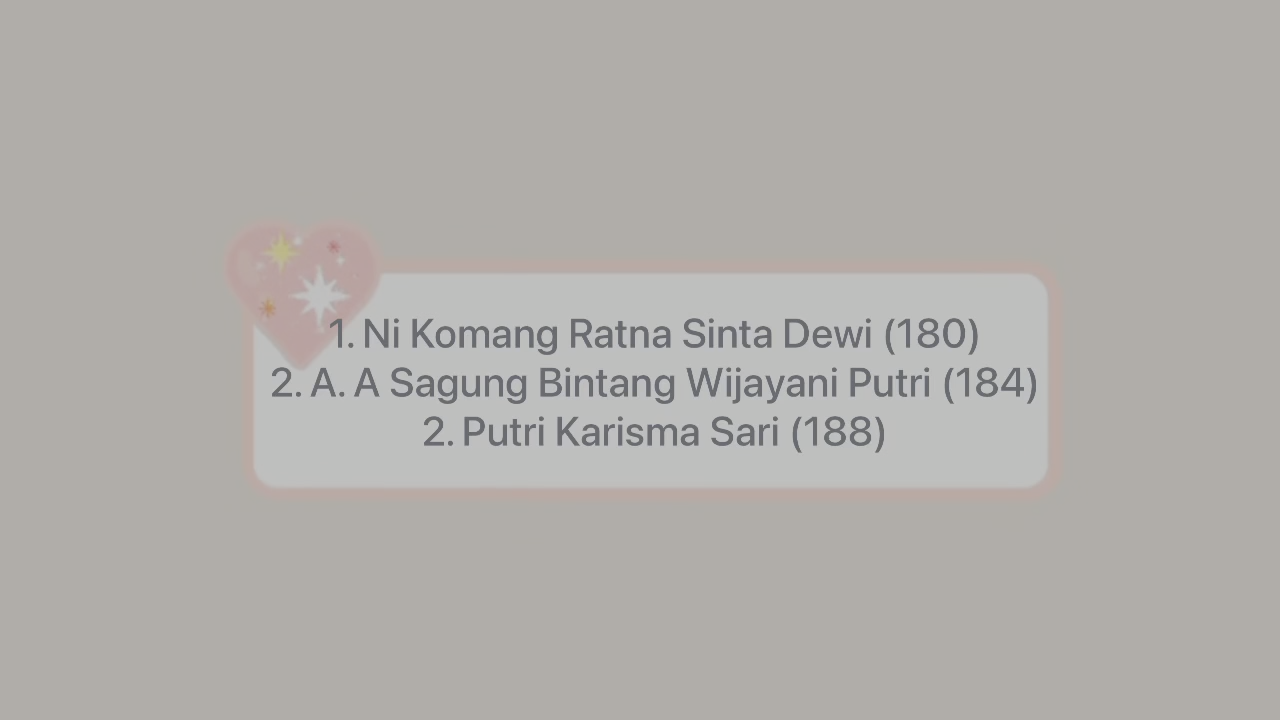 1. Ni Komang Ratna Sinta Dewi (180)
2. A. A Sagung Bintang Wijayani Putri (184)
2. Putri Karisma Sari (188)